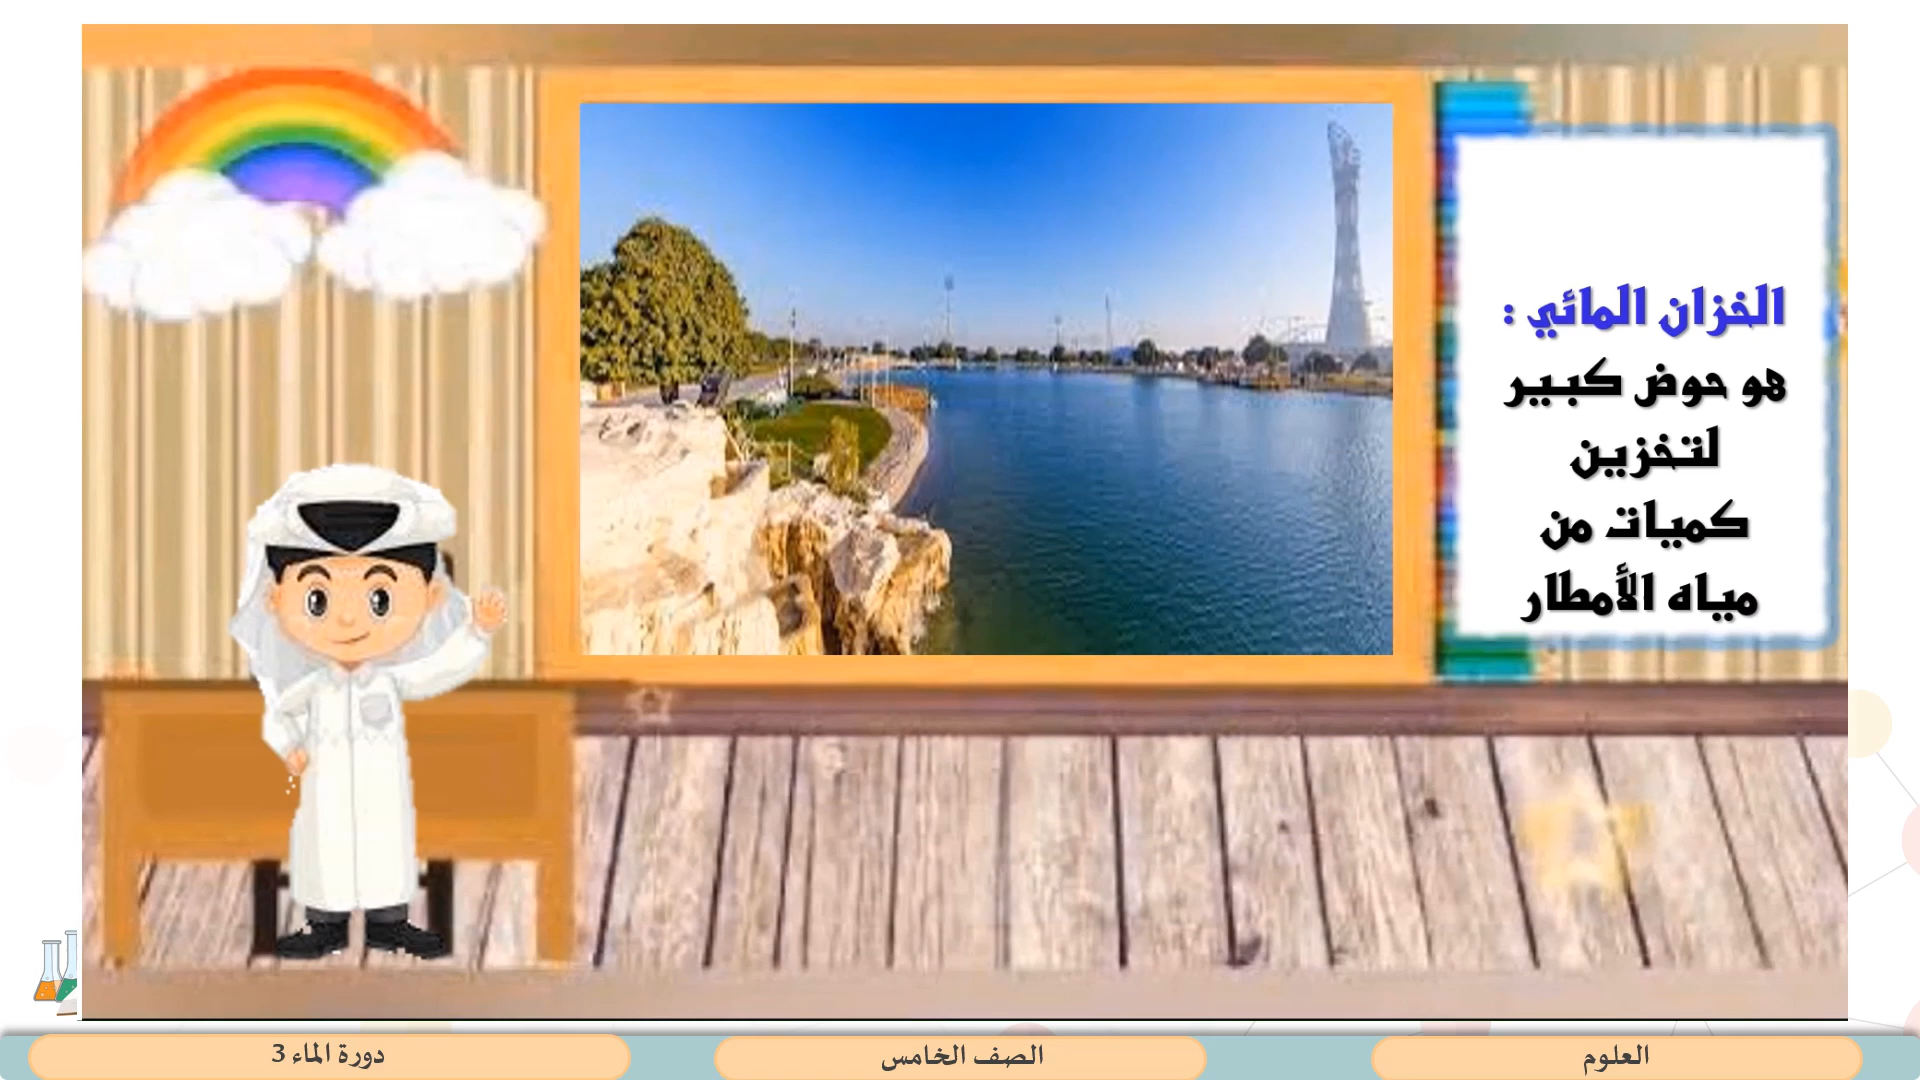 الخزان المائي :
هو حوض كبير
لتخزين
كميات من
مياه الأمطار
العلوم
الصف الخامس
دورة الماء 3